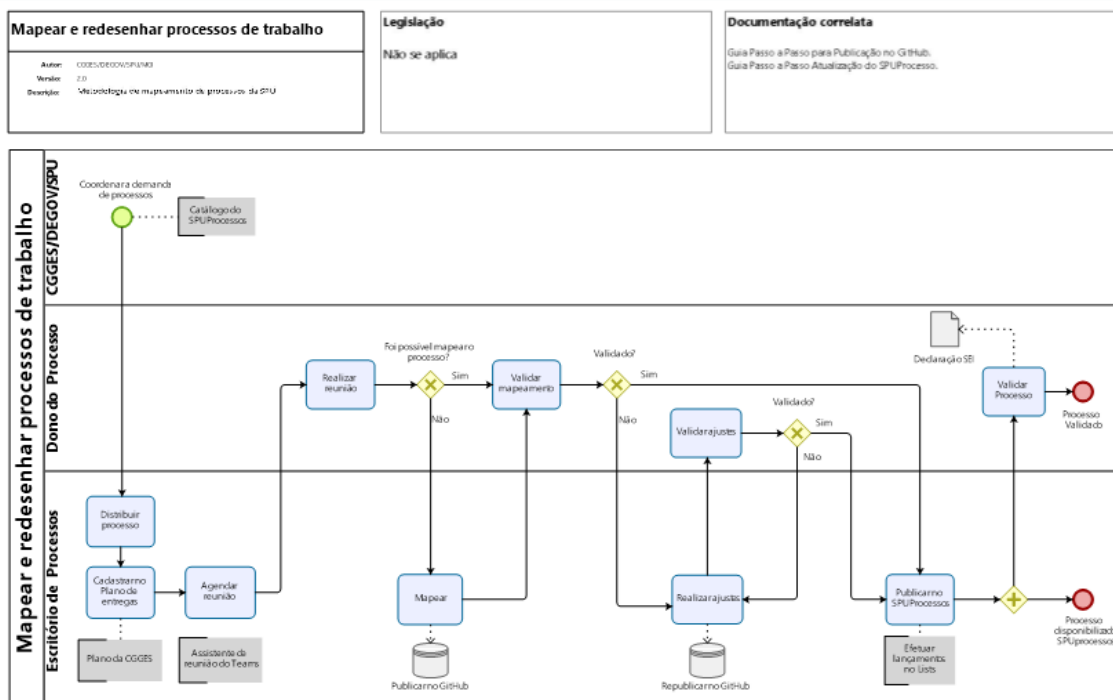 Mapear e redesenhar processos de trabalho
Autor: CGGES/DEGOV/SPU/MGI
Versão: 2.0
Descrição: Metodologia de mapeamento de processos da SPU
Legislação
Não se aplica
Documentação correlata
Guia Passo a Passo para Publicação no GitHub.
Guia Passo a Passo Atualização do SPUProcesso.
Mapear e redesenhar processos de trabalho
CGGES/DEGOV/SPU
Coordenar a demanda
de processos
Catálogo do
SPUProcessos
Dono do Processo
Realizar
reunião
Foi possível mapear o
processo?
Sim
Não
Validar
mapeamento
Validado?
Sim
Não
Validar ajustes
Validado?
Sim
Não
Declaração SEI
Validar
Processo
Processo
Validado
Escritório de Processos
Distribuir
processo
Cadastrar no
Plano de
entregas
Agendar
reunião
Plano da CGGES
Assistente de
reunião do Teams
Mapear
Publicar no GitHub
Realizar ajustes
Republicar no GitHub
Publicar no
SPUProcessos
Efetuar
lançamentos
no Lists
Processo
disponibilizado
SPUprocessos